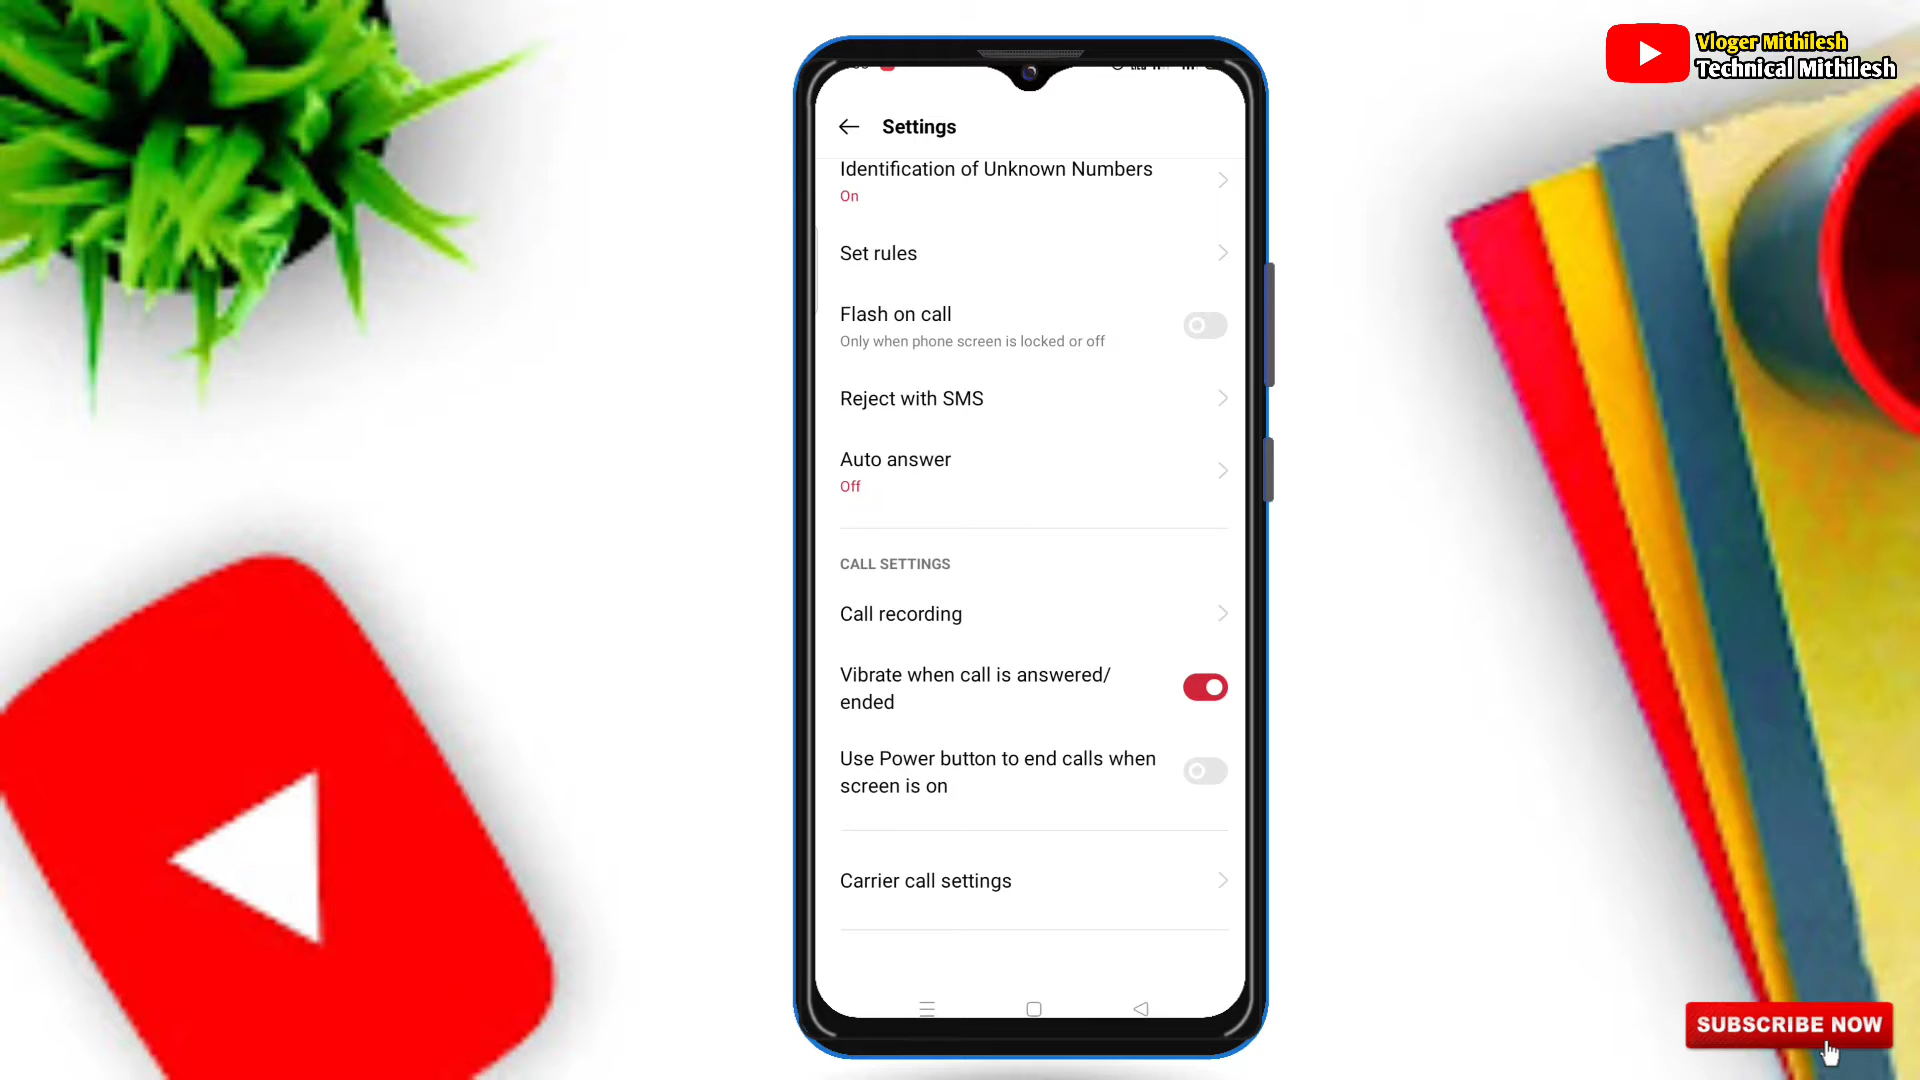 Vloger Mithilesh
Technical Mithilesh
Settings
Identification of Unknown Numbers
On
Set rules
Flash on call
Only when phone screen is locked or off
Reject with SMS
Auto answer
Off
CALL SETTINGS
Call recording
Vibrate when call is answered/
ended
Use Power button to end calls when
screen is on
Carrier call settings
SUBSCRIBE NOW